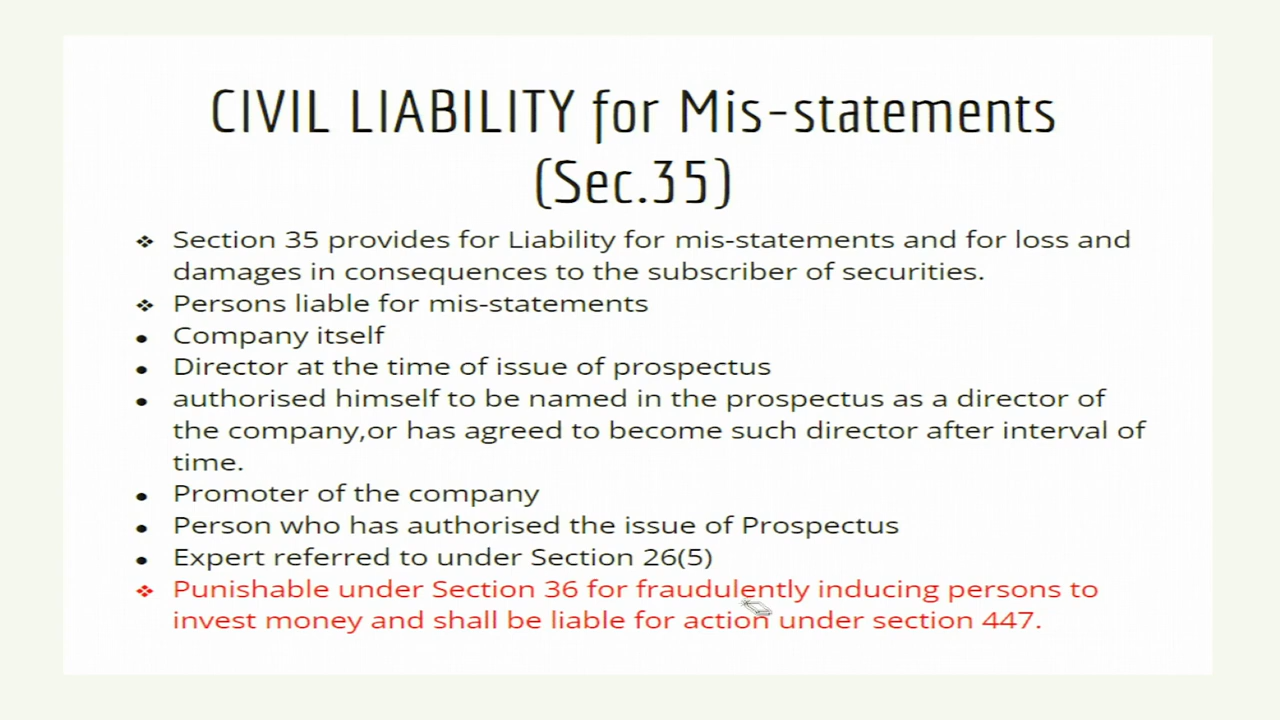 CIVIL LIABILITY for Mis-statements
(Sec.35)
❖ Section 35 provides for Liability for mis-statements and for loss and
damages in consequences to the subscriber of securities.
❖ Persons liable for mis-statements
• Company itself
• Director at the time of issue of prospectus
• authorised himself to be named in the prospectus as a director of
the company,or has agreed to become such director after interval of
time.
• Promoter of the company
• Person who has authorised the issue of Prospectus
• Expert referred to under Section 26(5)
❖ Punishable under Section 36 for fraudulently inducing persons to
invest money and shall be liable for action under section 447.